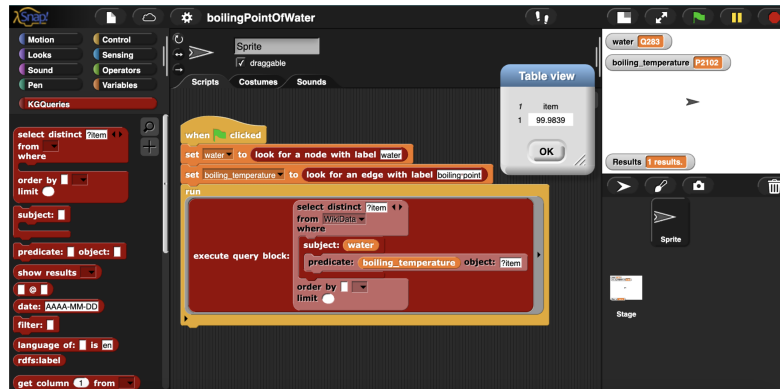 Snap!
boilingPointOfWater
Motion
Control
Looks
Sensing
Sound
Operators
Pen
Variables
KGQueries
select distinct ?item
from
where
order by
limit
subject:
predicate: object:
show results
@
date: AAAA-MM-DD
filter:
language of: is en
rdfs:label
get column 1 from
Sprite
draggable
Scripts Costumes Sounds
when clicked
set water to look for a node with label water
set boiling_temperature to look for an edge with label boiling point
run
execute query block:
select distinct ?item
from WikiData
where
subject: water
predicate: boiling_temperature object: ?item
order by
limit
Table view
1 item
1 99.9839
OK
water Q283
boiling_temperature P2102
Results 1 results.
Sprite
Stage